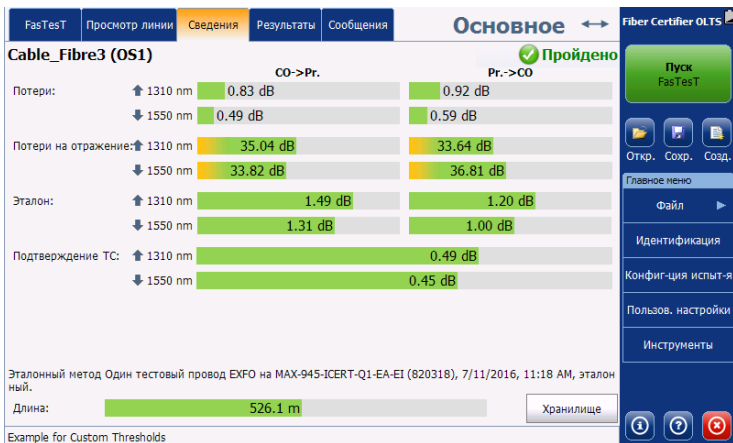 FasTesT Просмотр линии Сведения Результаты Сообщения Основное Fiber Certifier OLTS
Cable_Fibre3 (OS1) Пройдено
CO->Pr. Pr.->CO
Потери: 1310 nm 0.83 dB 0.92 dB
1550 nm 0.49 dB 0.59 dB
Потери на отражение: 1310 nm 35.04 dB 33.64 dB
1550 nm 33.82 dB 36.81 dB
Эталон: 1310 nm 1.49 dB 1.20 dB
1550 nm 1.31 dB 1.00 dB
Подтверждение TC: 1310 nm 0.49 dB
1550 nm 0.45 dB
Эталонный метод Один тестовый провод EXFO на MAX-945-ICERT-Q1-EA-EI (820318), 7/11/2016, 11:18 AM, эталон
ный.
Длина: 526.1 m Хранилище
Example for Custom Thresholds
Пуск
FasTesT
Откр. Сохр. Созд.
Главное меню
Файл
Идентификация
Конфиг-ция испыт-я
Пользов. настройки
Инструменты